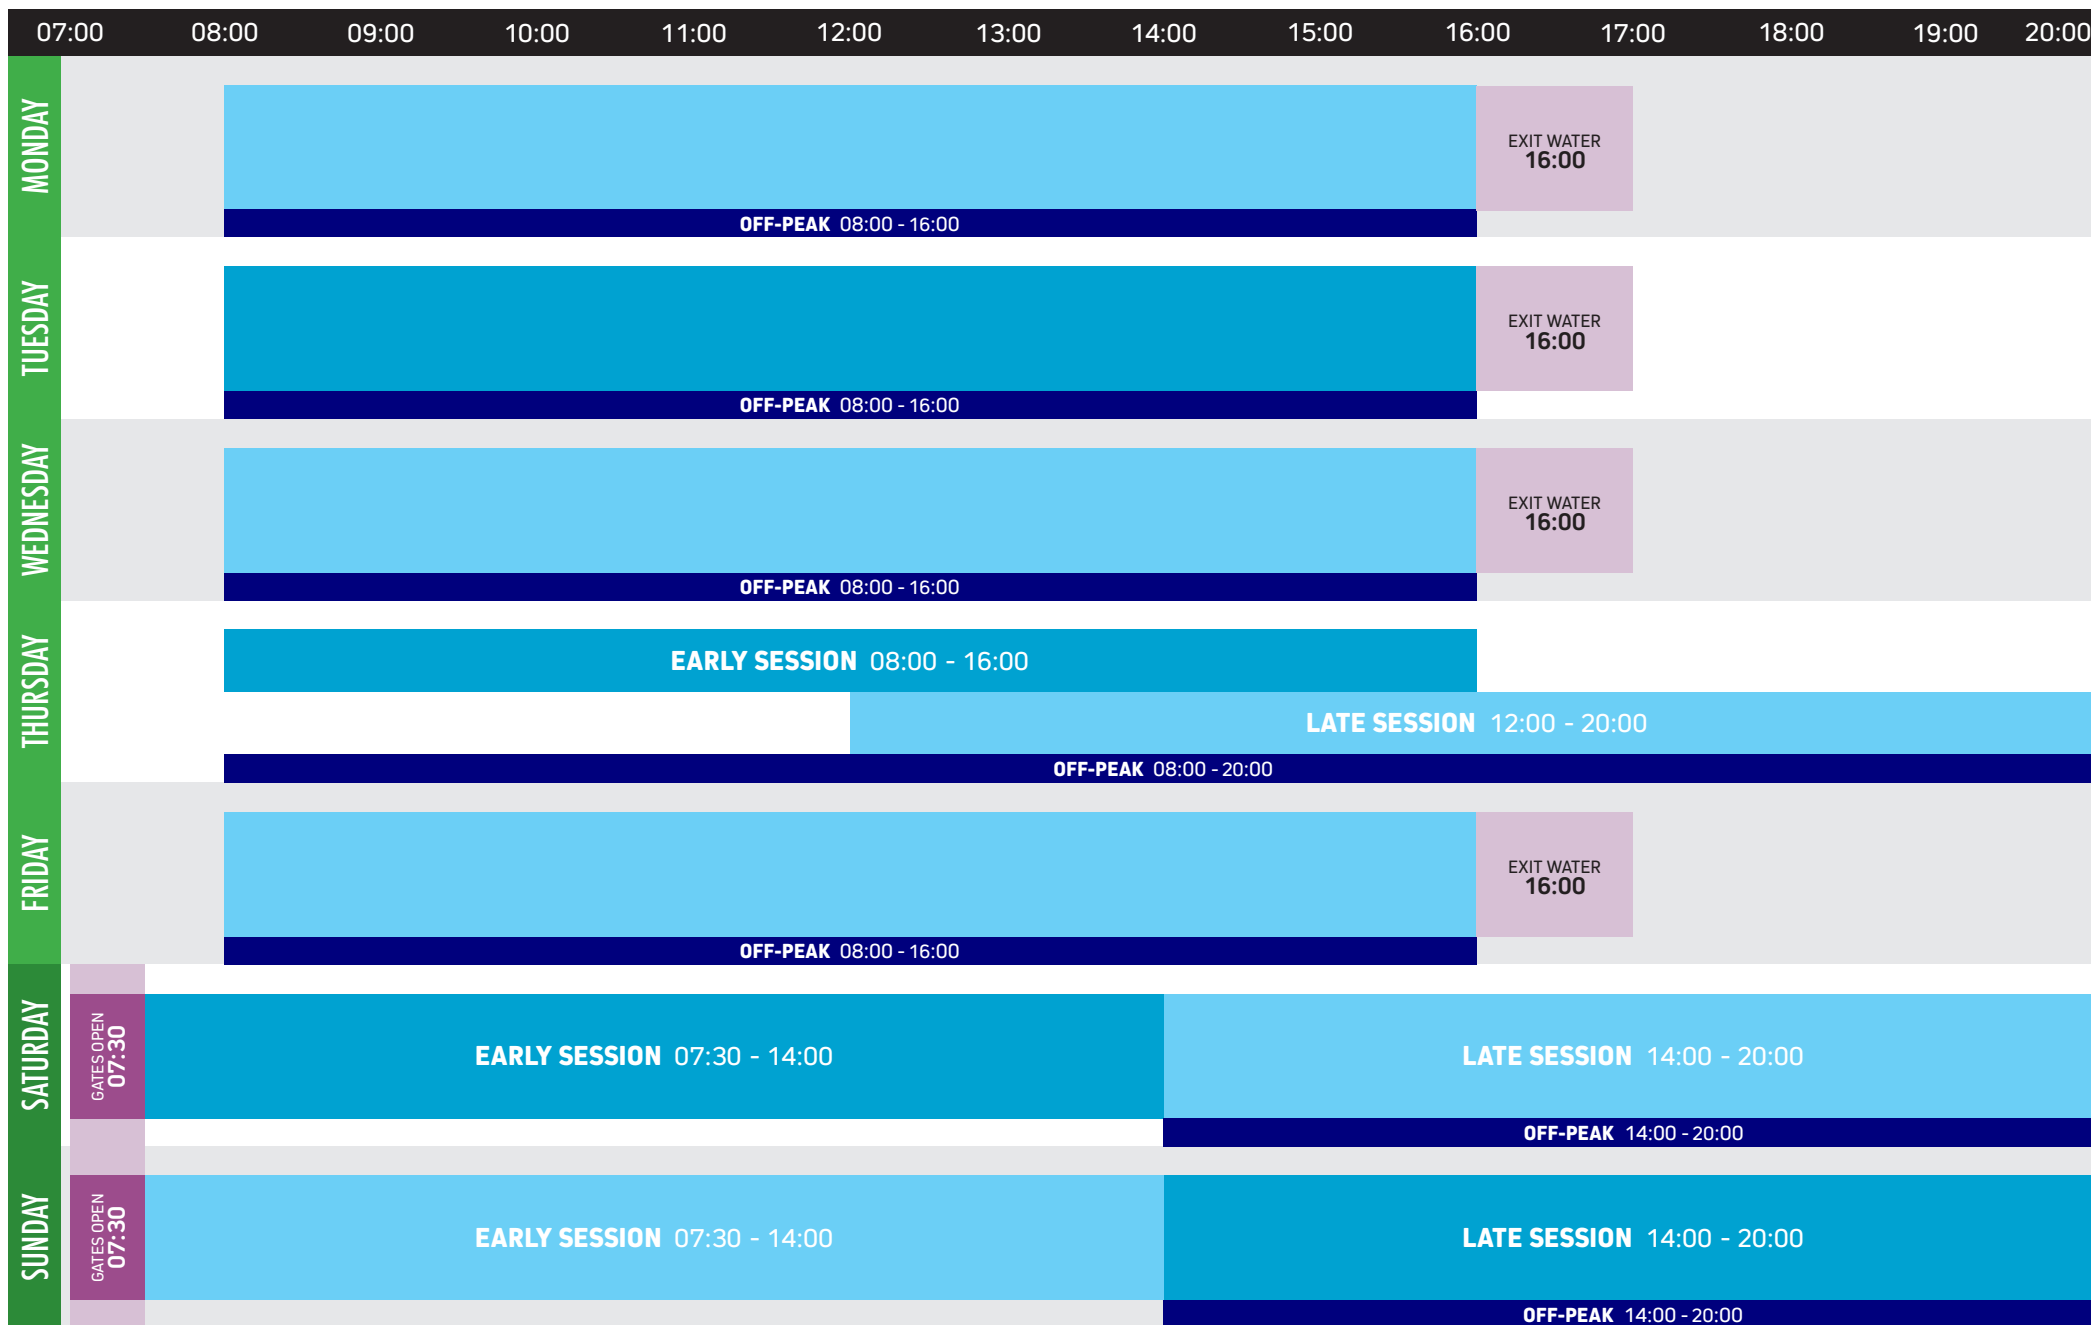 07:00 08:00 09:00 10:00 11:00 12:00 13:00 14:00 15:00 16:00 17:00 18:00 19:00 20:00
MONDAY
EXIT WATER
16:00
OFF-PEAK 08:00 - 16:00
TUESDAY
EXIT WATER
16:00
OFF-PEAK 08:00 - 16:00
WEDNESDAY
EXIT WATER
16:00
OFF-PEAK 08:00 - 16:00
THURSDAY
EARLY SESSION 08:00 - 16:00
LATE SESSION 12:00 - 20:00
OFF-PEAK 08:00 - 20:00
FRIDAY
EXIT WATER
16:00
OFF-PEAK 08:00 - 16:00
SATURDAY
GATES OPEN
07:30
EARLY SESSION 07:30 - 14:00
LATE SESSION 14:00 - 20:00
OFF-PEAK 14:00 - 20:00
SUNDAY
GATES OPEN
07:30
EARLY SESSION 07:30 - 14:00
LATE SESSION 14:00 - 20:00
OFF-PEAK 14:00 - 20:00